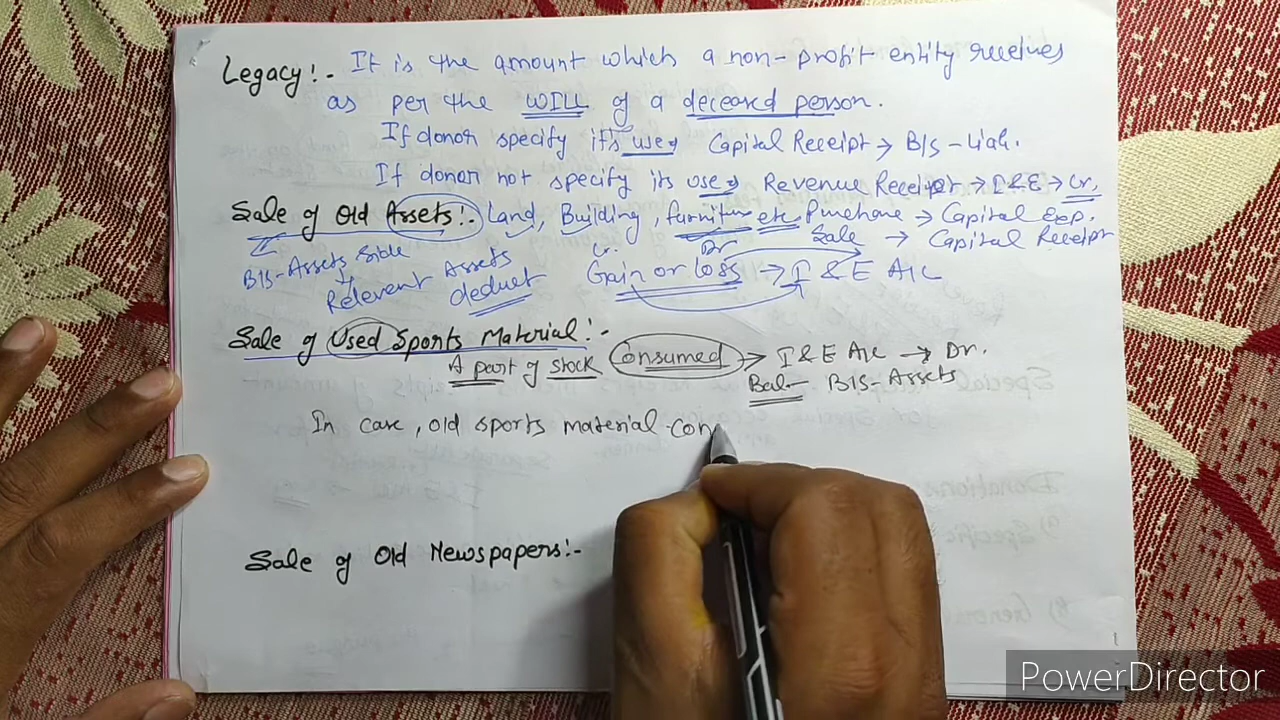 Legacy:- It is the amount which a non-profit entity receives
as per the WILL of a deceased person.
If donor specify its use → Capital Receipt → B/S - Liab.
If donor not specify its use → Revenue Receipt → I&E → Cr.
Sale of Old Assets:- Land, Building, furniture etc Purchase → Capital Exp.
Sale → Capital Receipt
B/S - Assets side
Relevent Assets
deduct
Cr. Dr
Gain or loss → I & E A/c
Sale of Used Sports Material:-
A part of stock Consumed → I & E A/c → Dr.
Bal - B/S - Assets
In case, old sports material con
Sale of Old Newspapers:-
PowerDirector